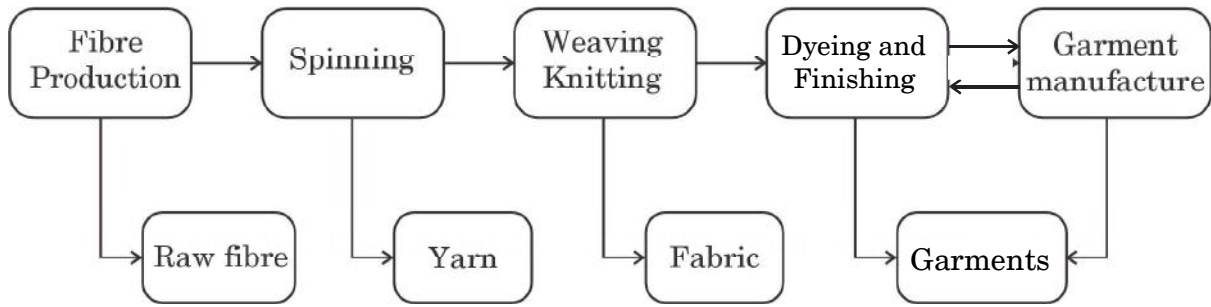 Fibre
Production
Spinning
Weaving
Knitting
Dyeing and
Finishing
Garment
manufacture
Raw fibre
Yarn
Fabric
Garments